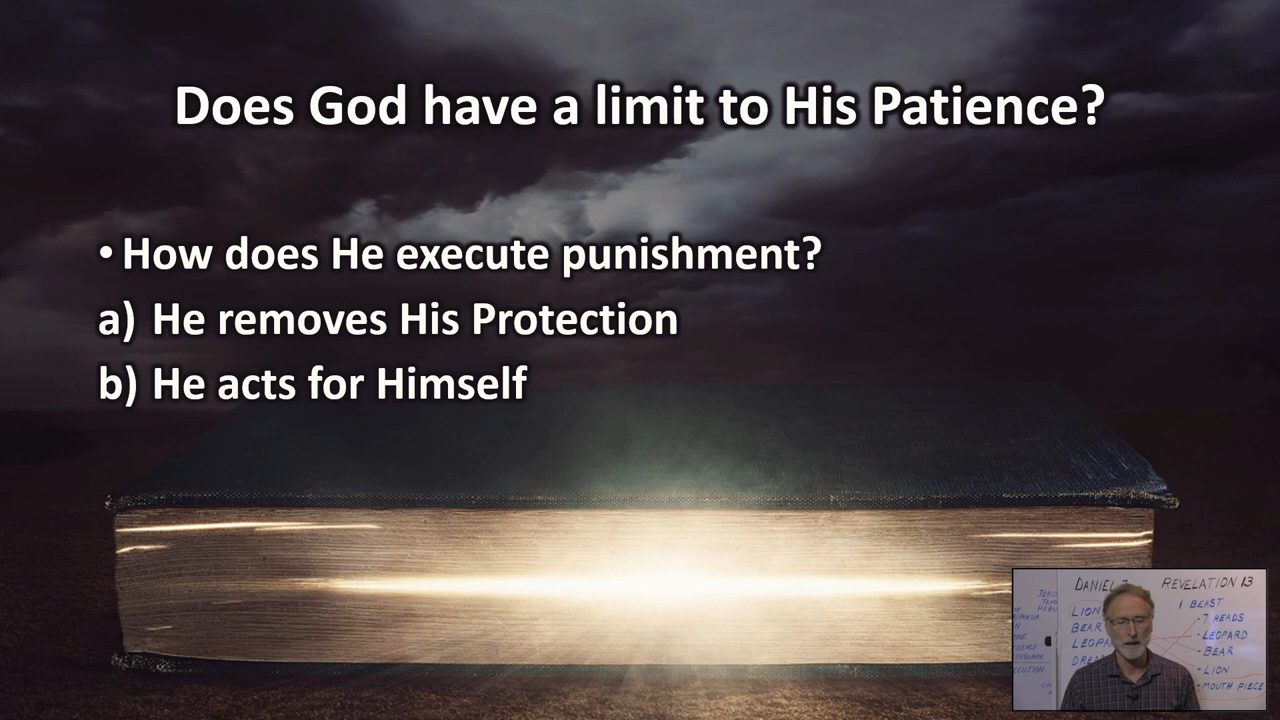 Does God have a limit to His Patience?
• How does He execute punishment?
a) He removes His Protection
b) He acts for Himself
DANIEL
REVELATION 13
1 BEAST
LION
- 7 HEADS
BEAR
- LEOPARD
- BEAR
- LION
- MOUTH PIECE